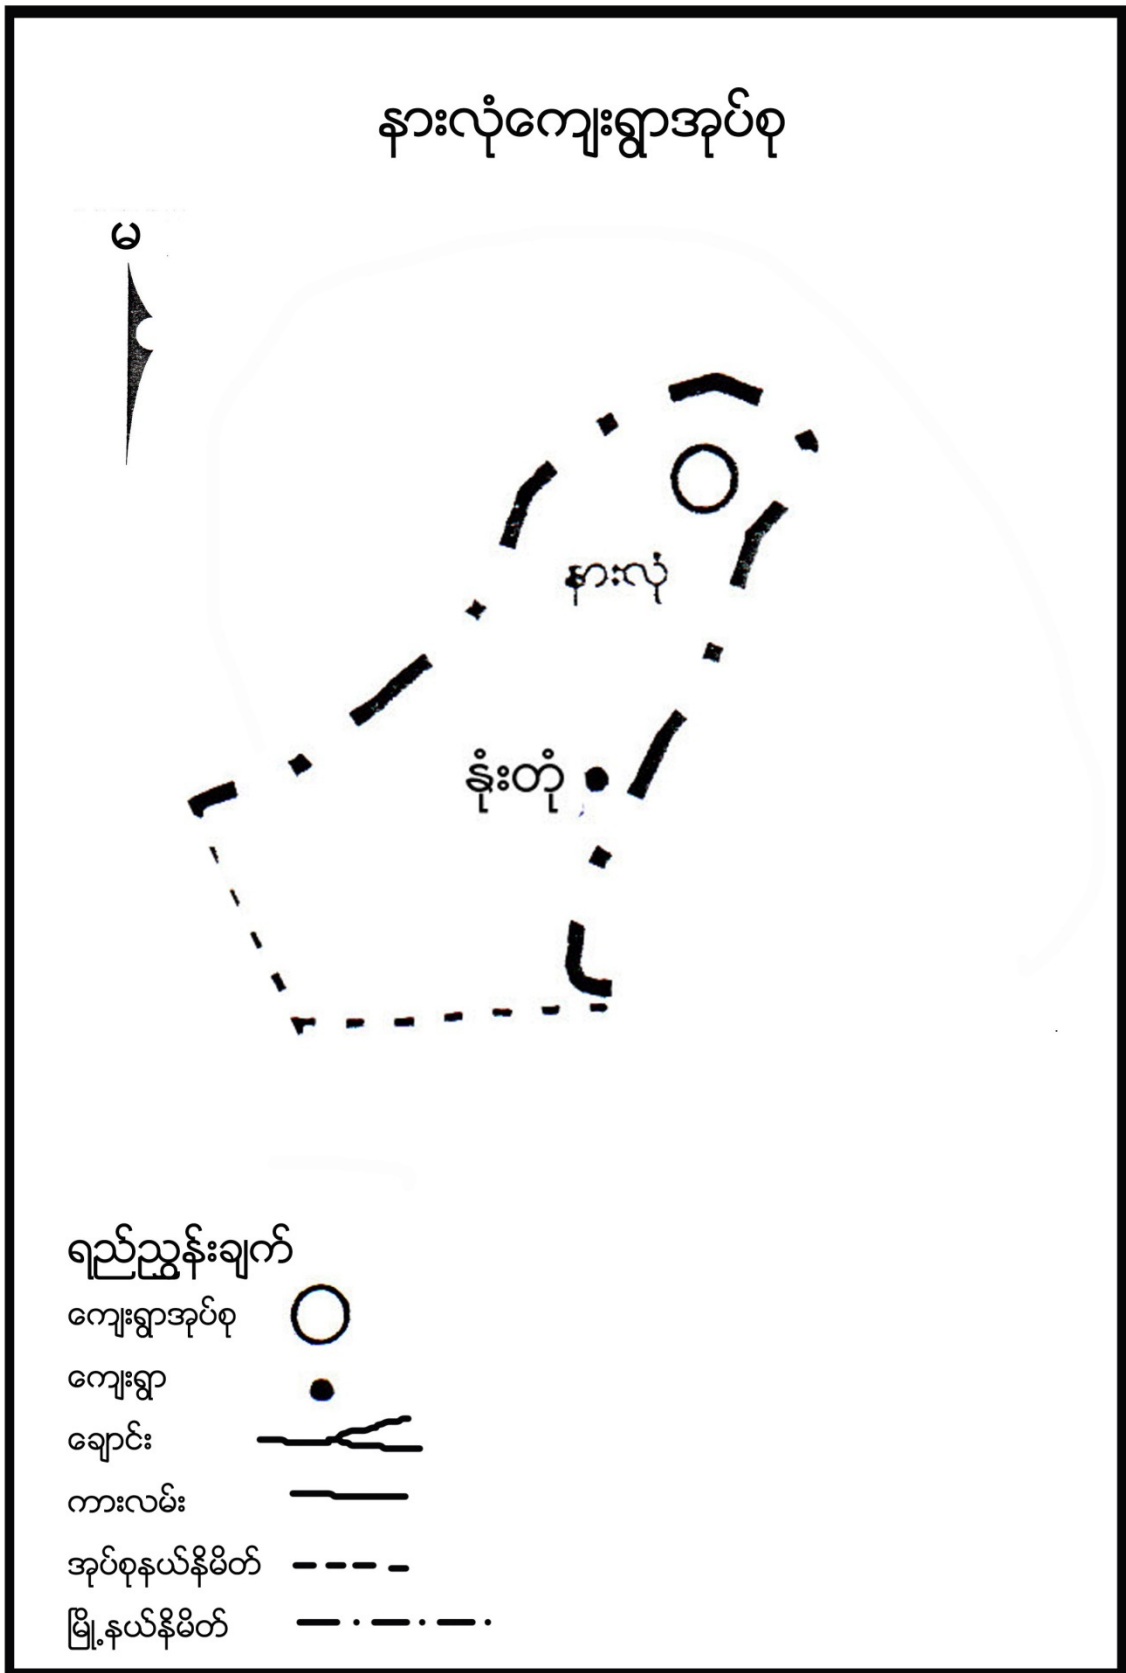 နားလုံကျေးရွာအုပ်စု
မ
နားလုံ
နုံးတုံ
ရည်ညွှန်းချက်
ကျေးရွာအုပ်စု
ကျေးရွာ
ချောင်း
ကားလမ်း
အုပ်စုနယ်နိမိတ်
မြို့နယ်နိမိတ်